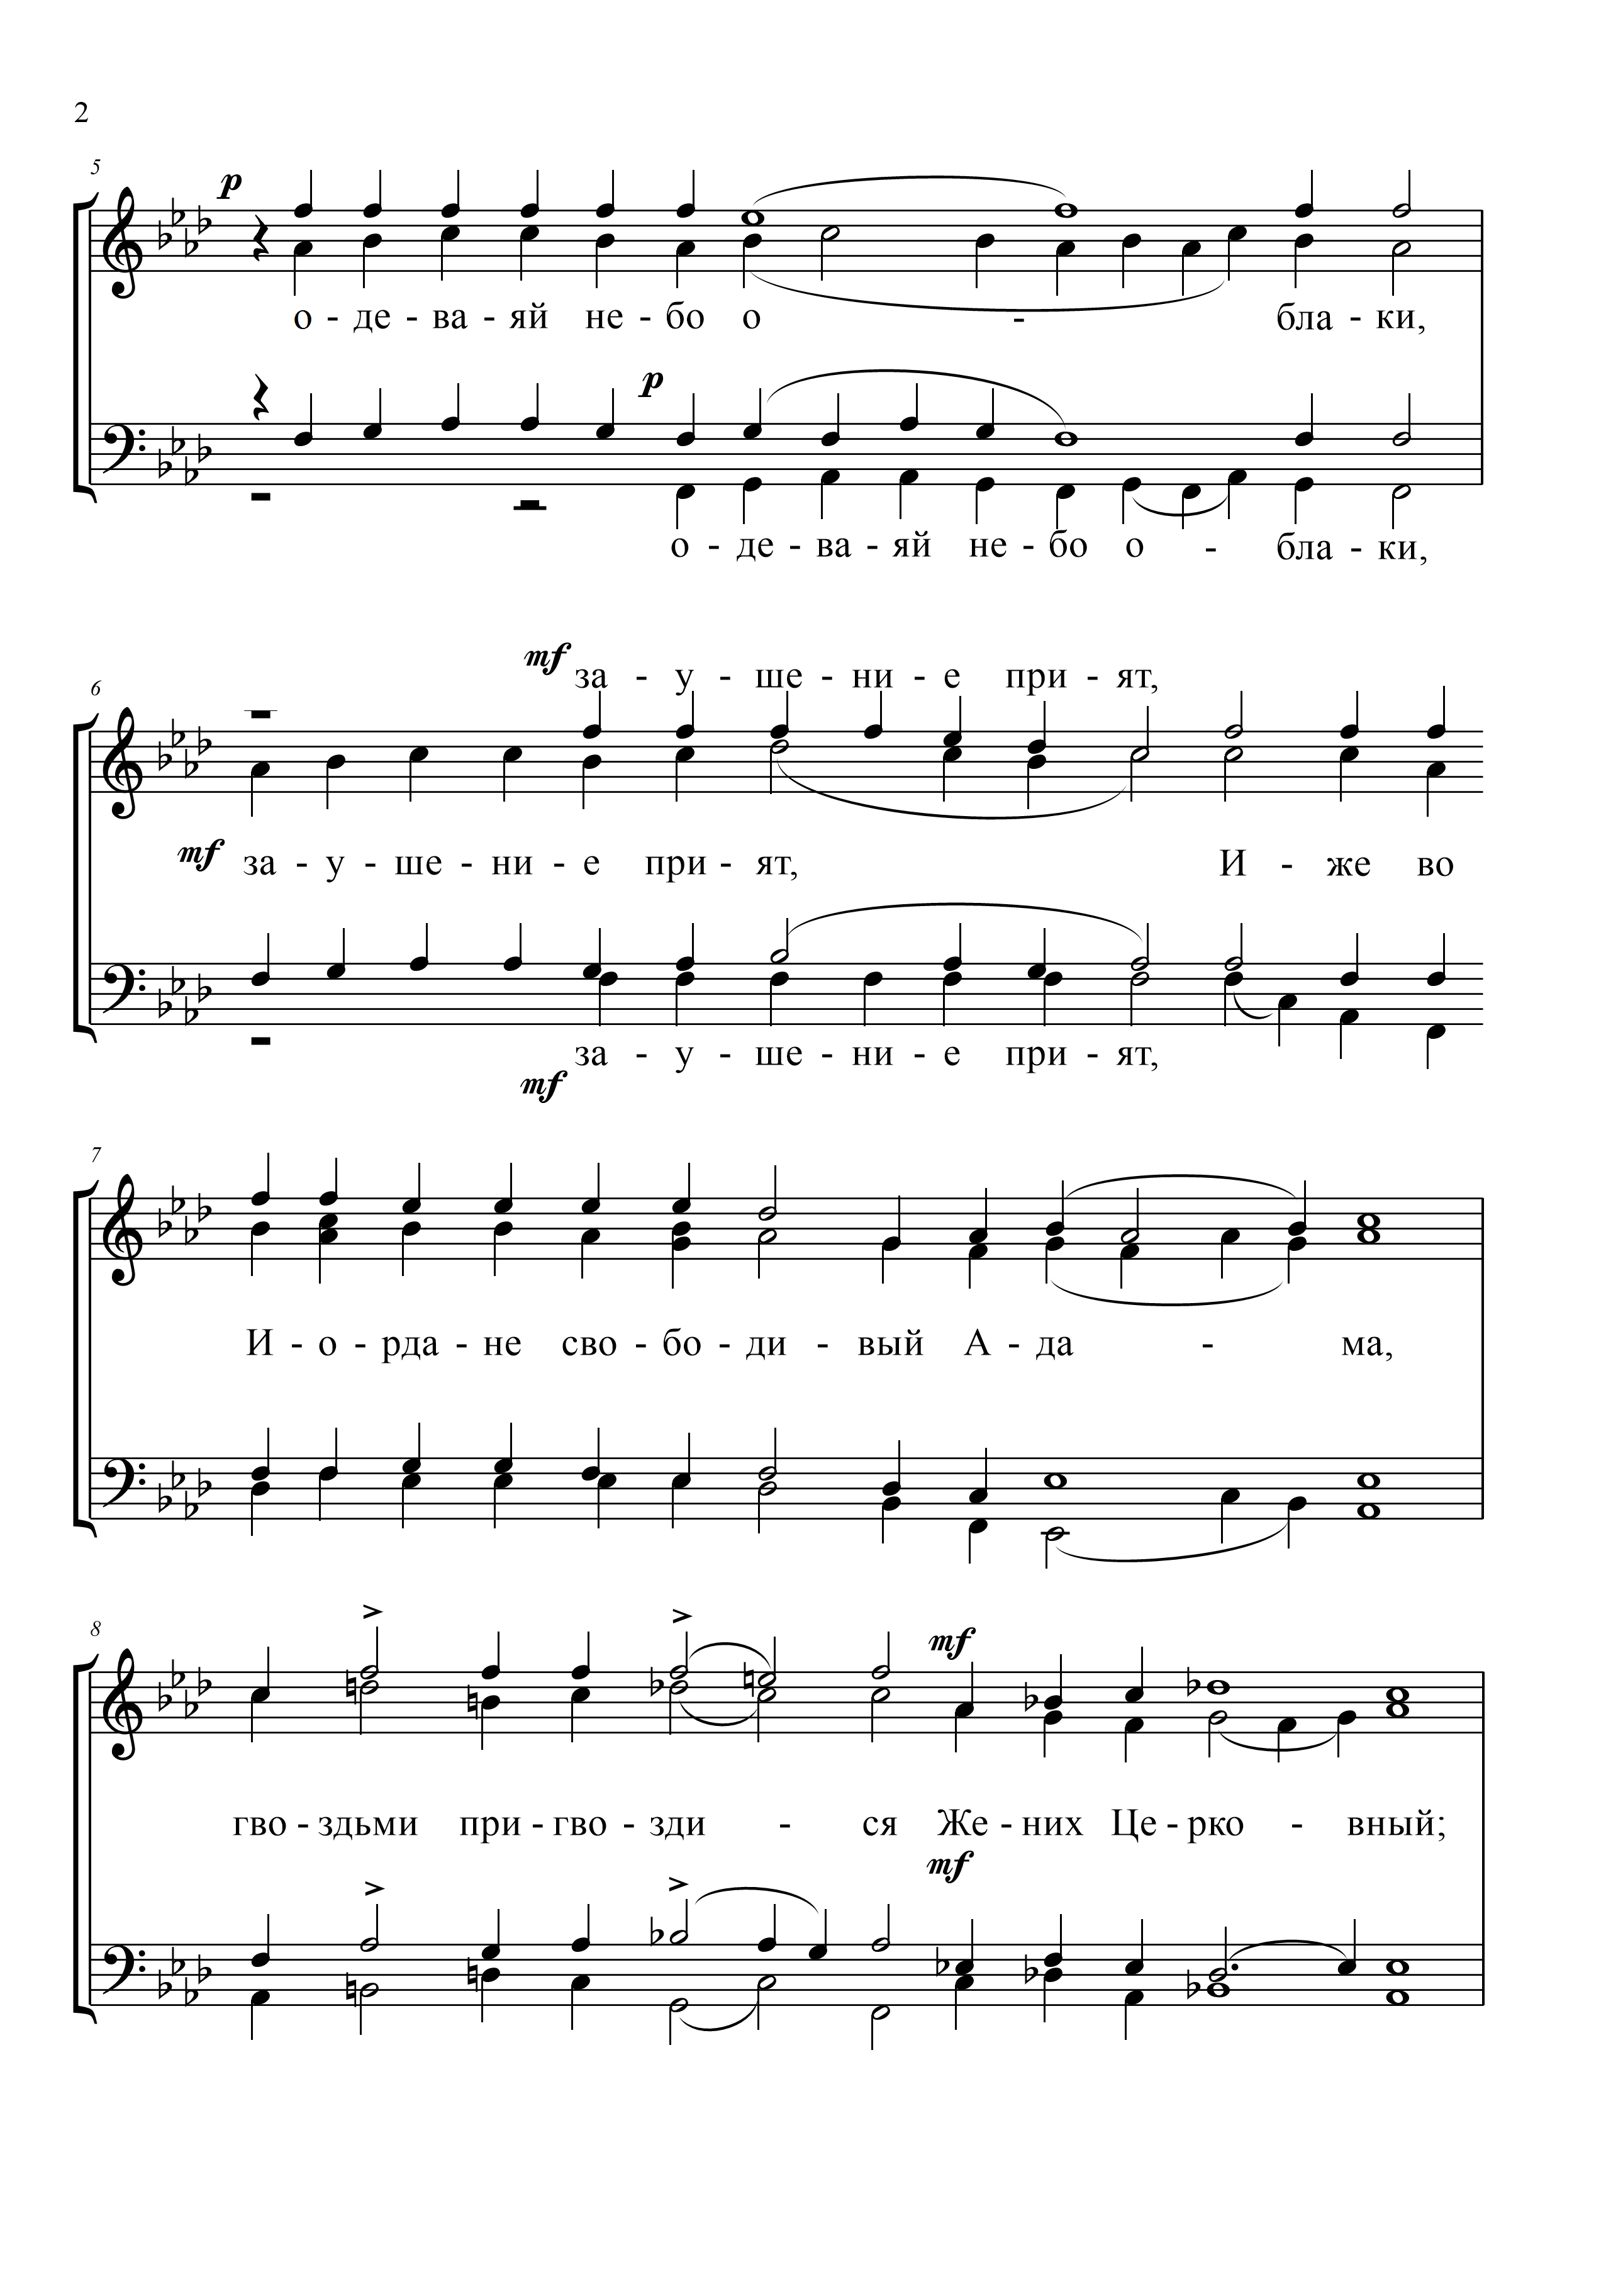 2
5
p
о - де - ва - яй не - бо о - бла - ки,
p
о - де - ва - яй не - бо о - бла - ки,
mf
за - у - ше - ни - е при - ят,
6
mf за - у - ше - ни - е при - ят, И - же во
за - у - ше - ни - е при - ят,
mf
7
И - о - рда - не сво - бо - ди - вый А - да - ма,
8
mf
гво - здьми при - гво - зди - ся Же - них Це - рко - вный;
mf